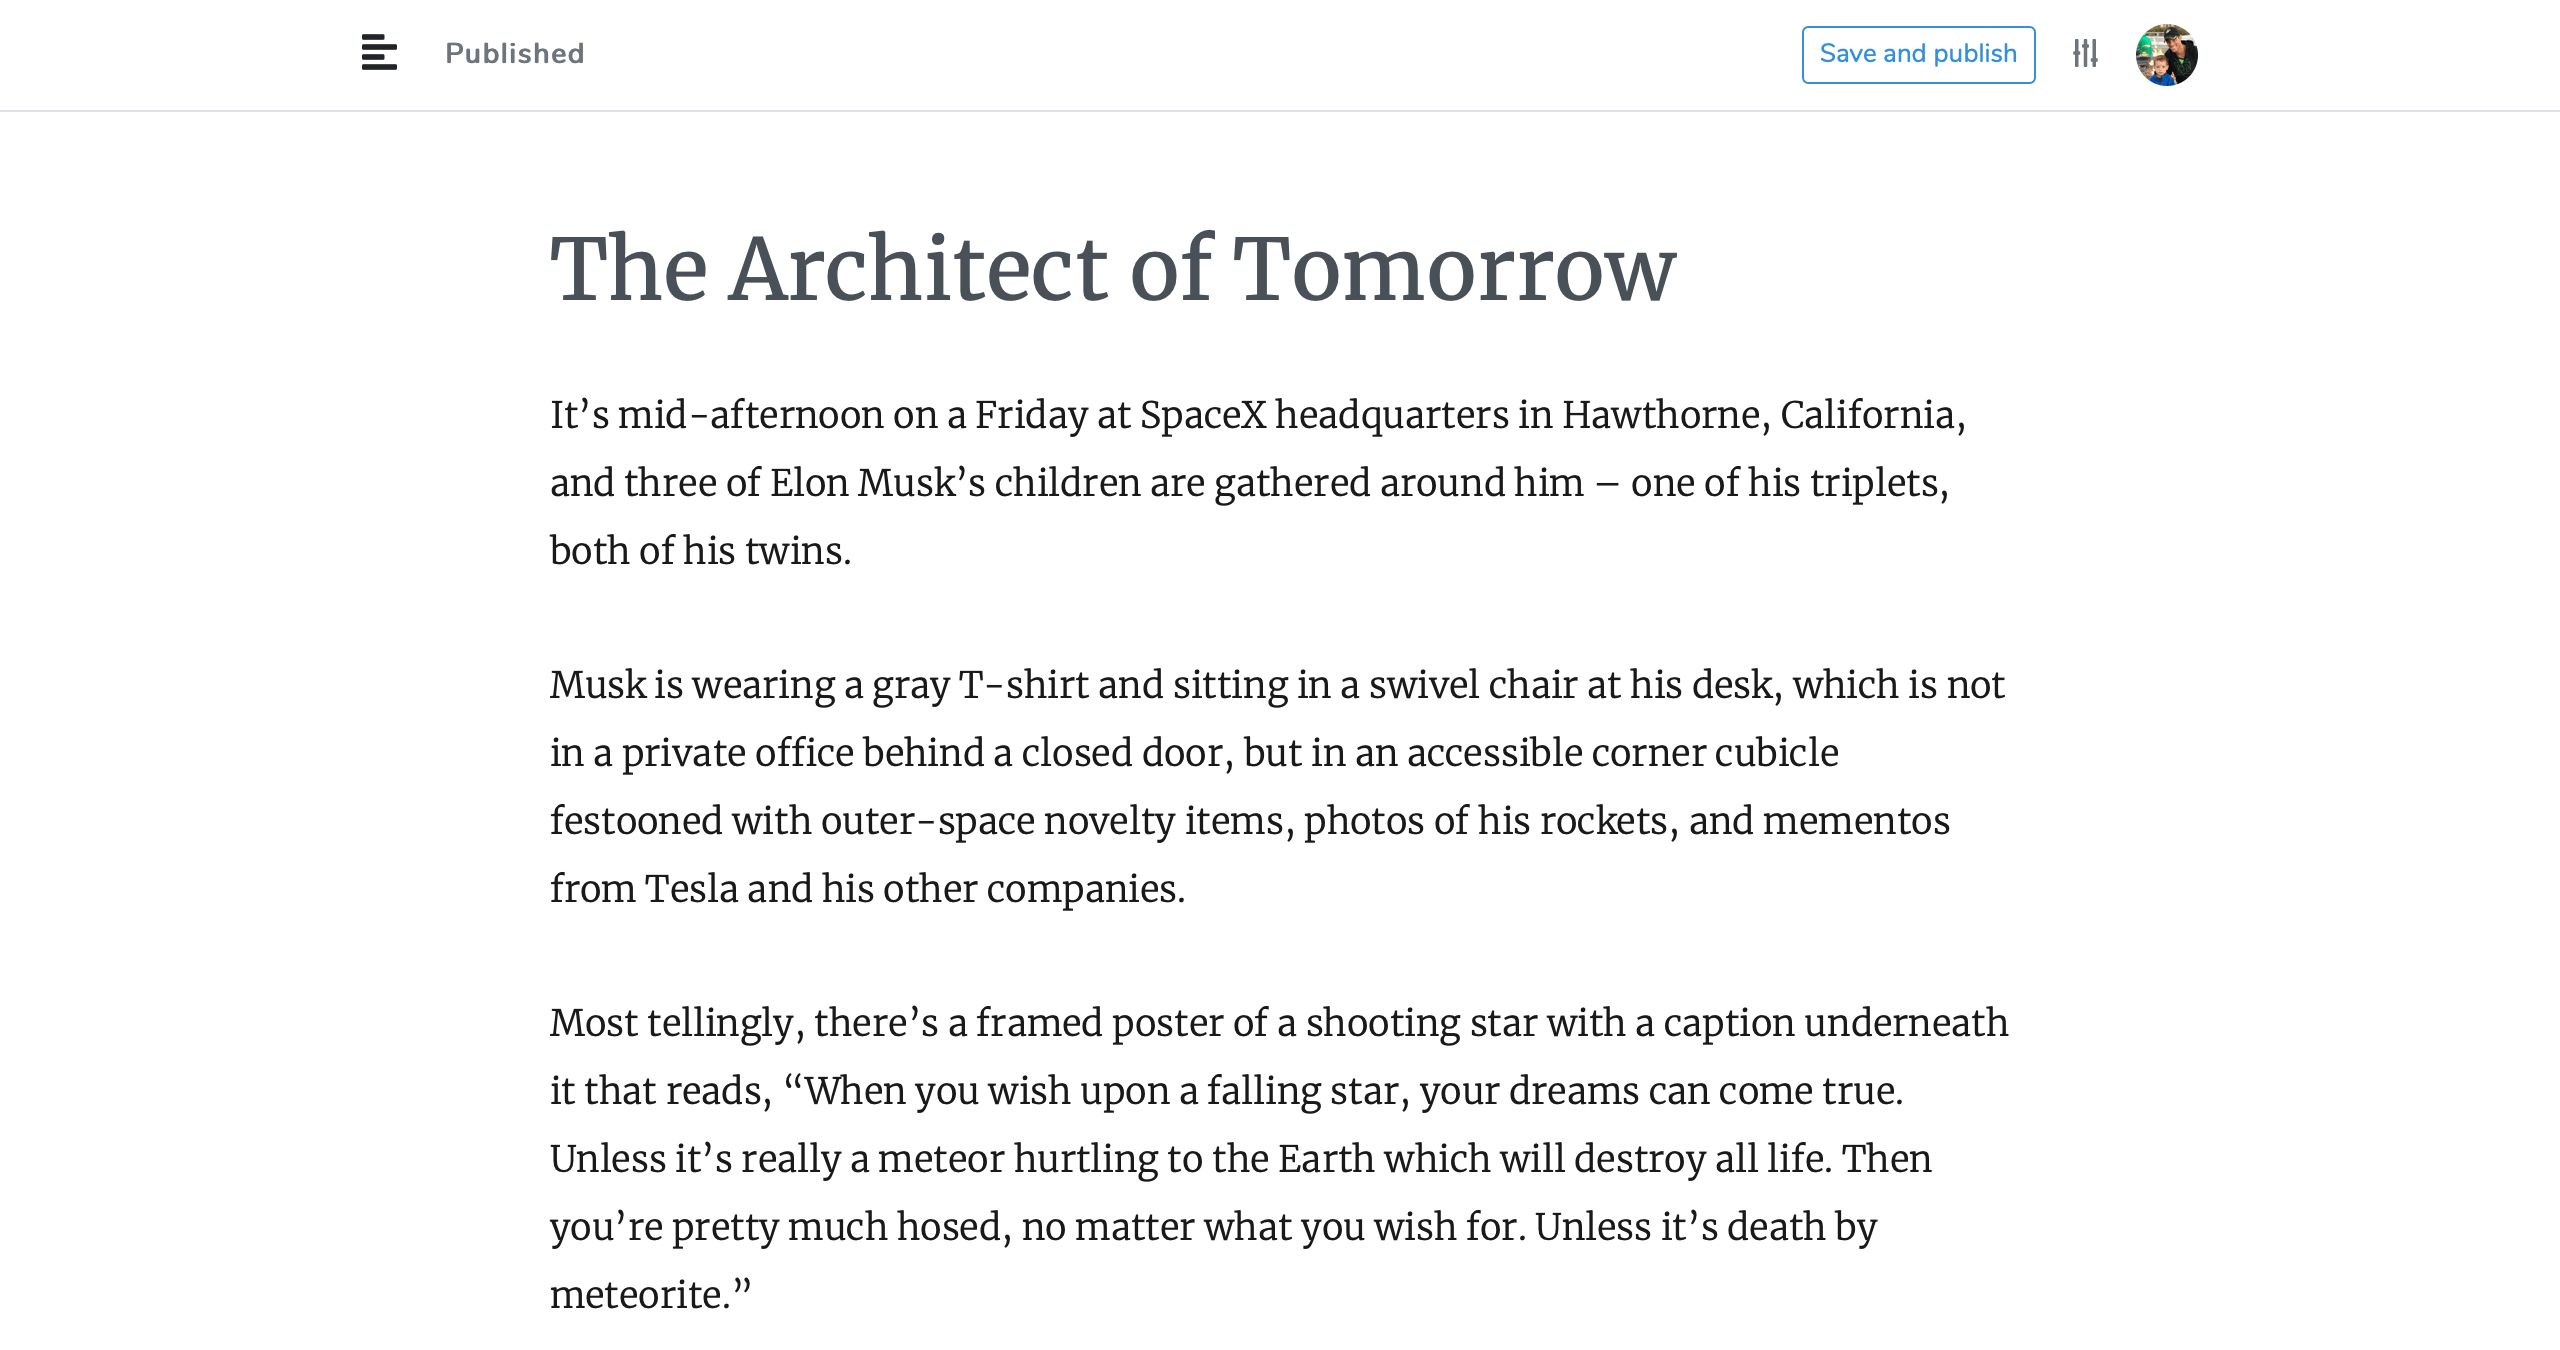 Published
Save and publish
The Architect of Tomorrow
It’s mid-afternoon on a Friday at SpaceX headquarters in Hawthorne, California,
and three of Elon Musk’s children are gathered around him – one of his triplets,
both of his twins.
Musk is wearing a gray T-shirt and sitting in a swivel chair at his desk, which is not
in a private office behind a closed door, but in an accessible corner cubicle
festooned with outer-space novelty items, photos of his rockets, and mementos
from Tesla and his other companies.
Most tellingly, there’s a framed poster of a shooting star with a caption underneath
it that reads, “When you wish upon a falling star, your dreams can come true.
Unless it’s really a meteor hurtling to the Earth which will destroy all life. Then
you’re pretty much hosed, no matter what you wish for. Unless it’s death by
meteorite.”